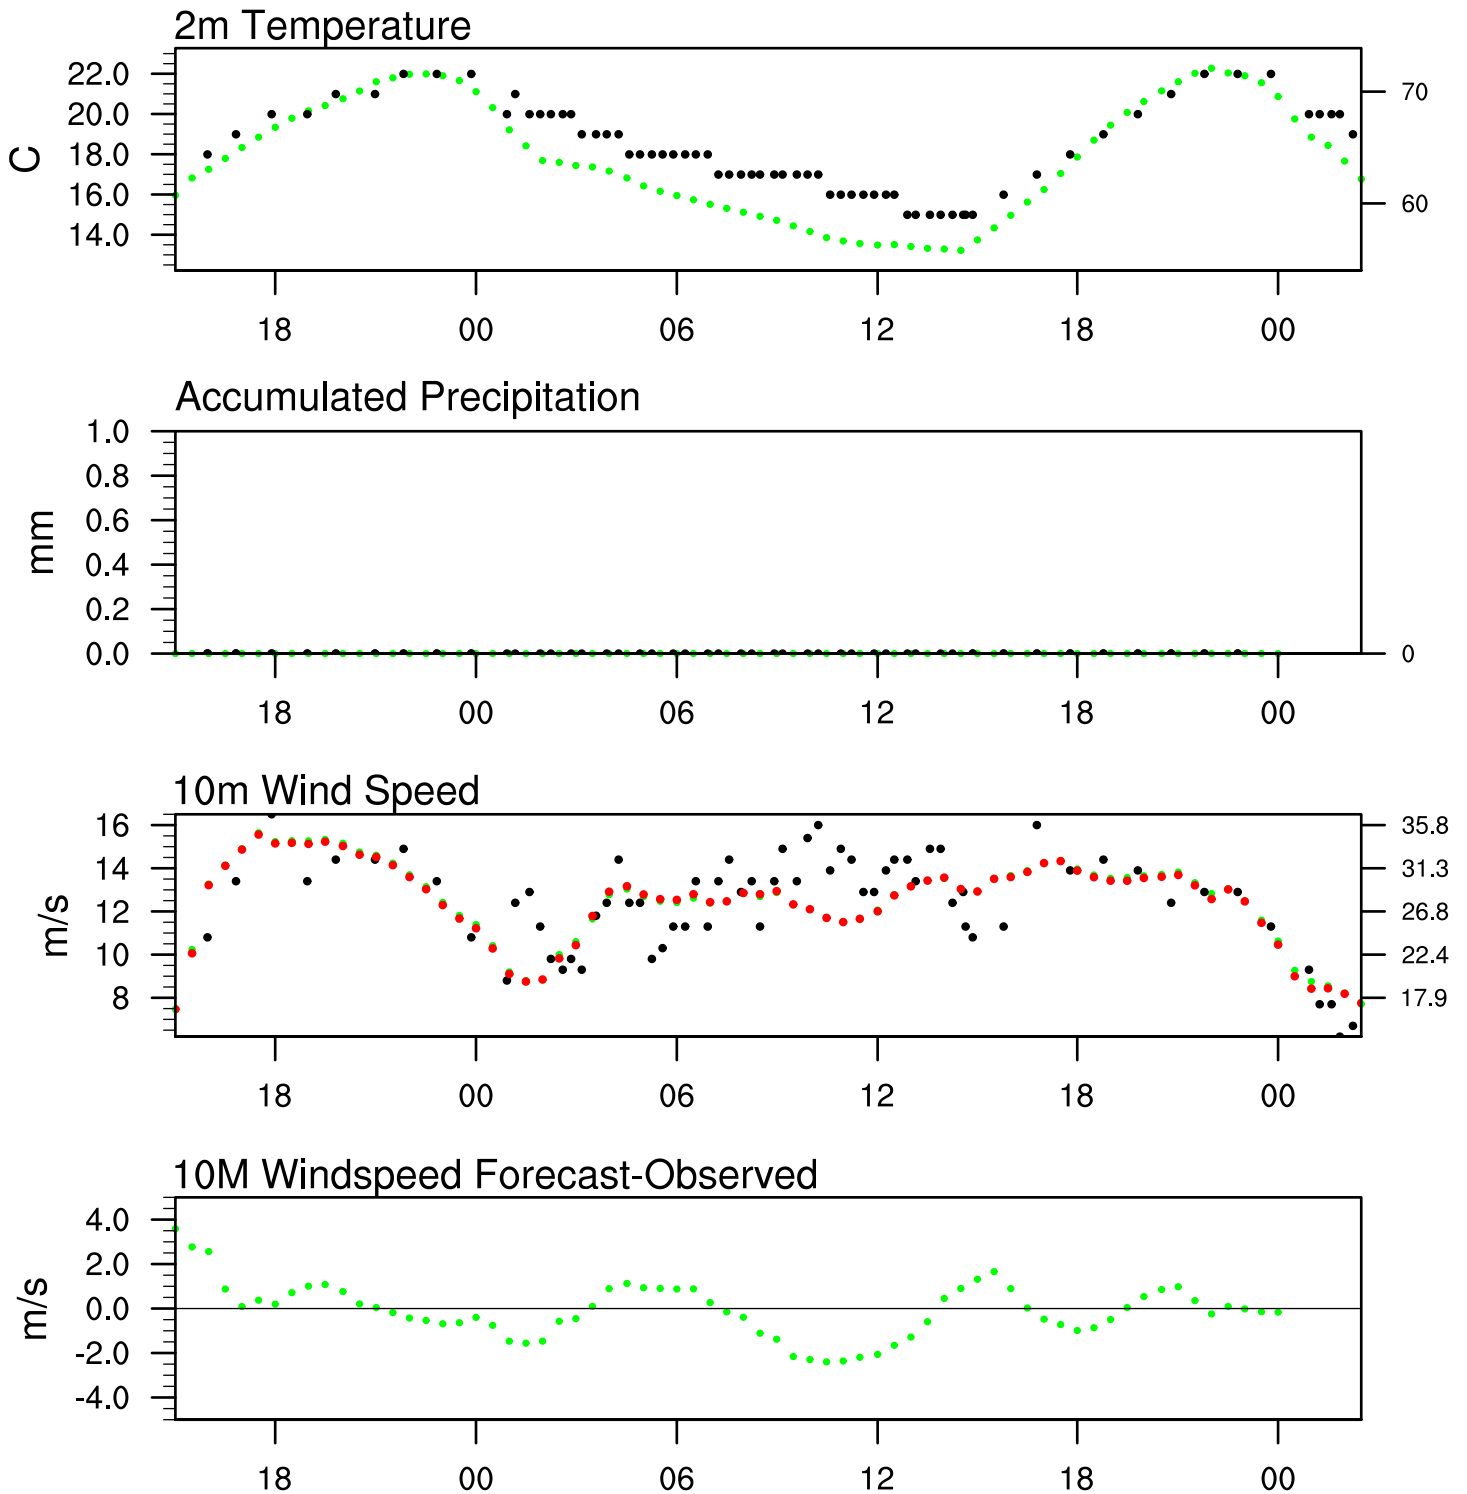 2m Temperature
22.0
20.0
18.0
16.0
14.0
C
70
60
18 00 06 12 18 00
Accumulated Precipitation
1.0
0.8
0.6
0.4
0.2
0.0
mm
0
18 00 06 12 18 00
10m Wind Speed
16
14
12
10
8
m/s
35.8
31.3
26.8
22.4
17.9
18 00 06 12 18 00
10M Windspeed Forecast-Observed
4.0
2.0
0.0
-2.0
-4.0
m/s
18 00 06 12 18 00